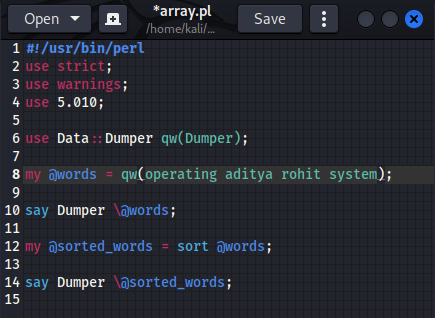 Open
*array.pl
/home/kali/...
Save
1 #!/usr/bin/perl
2 use strict;
3 use warnings;
4 use 5.010;
5
6 use Data::Dumper qw(Dumper);
7
8 my @words = qw(operating aditya rohit system);
9
10 say Dumper \@words;
11
12 my @sorted_words = sort @words;
13
14 say Dumper \@sorted_words;
15